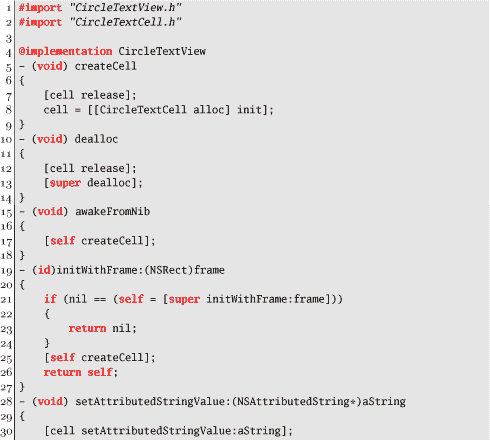 1 #import "CircleTextView.h"
2 #import "CircleTextCell.h"
3
4 @implementation CircleTextView
5 - (void) createCell
6 {
7     [cell release];
8     cell = [[CircleTextCell alloc] init];
9 }
10 - (void) dealloc
11 {
12     [cell release];
13     [super dealloc];
14 }
15 - (void) awakeFromNib
16 {
17     [self createCell];
18 }
19 - (id)initWithFrame:(NSRect)frame
20 {
21     if (nil == (self = [super initWithFrame:frame]))
22     {
23         return nil;
24     }
25     [self createCell];
26     return self;
27 }
28 - (void) setAttributedStringValue:(NSAttributedString*)aString
29 {
30     [cell setAttributedStringValue:aString];